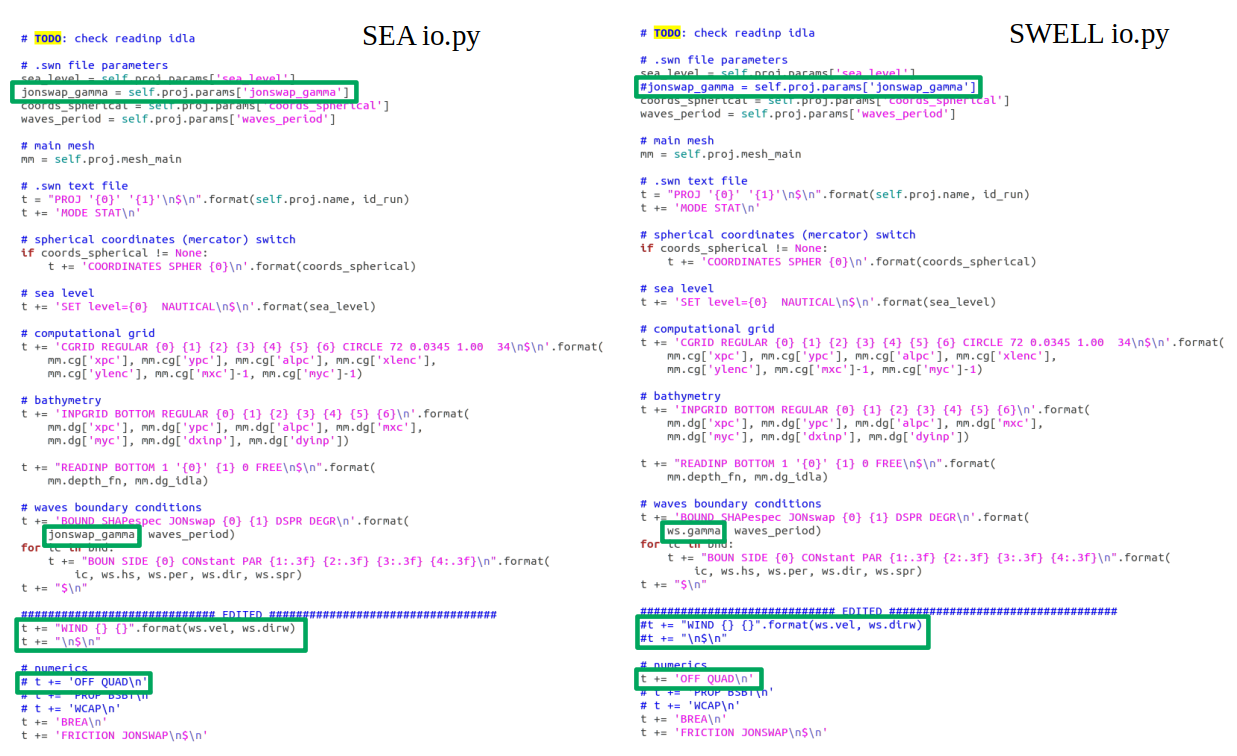 SEA io.py
# TODO: check readinp idla
# .swn file parameters
sea_level = self.proj.params['sea_level']
jonswap_gamma = self.proj.params['jonswap_gamma']
coords_spherical = self.proj.params['coords_spherical']
waves_period = self.proj.params['waves_period']
# main mesh
mm = self.proj.mesh_main
# .swn text file
t = "PROJ '{0}' '{1}'\n$\n".format(self.proj.name, id_run)
t += 'MODE STAT\n'
# spherical coordinates (mercator) switch
if coords_spherical != None:
t += 'COORDINATES SPHER {0}\n'.format(coords_spherical)
# sea level
t += 'SET level={0}  NAUTICAL\n$\n'.format(sea_level)
# computational grid
t += 'CGRID REGULAR {0} {1} {2} {3} {4} {5} {6} CIRCLE 72 0.0345 1.00  34\n$\n'.format(
mm.cg['xpc'], mm.cg['ypc'], mm.cg['alpc'], mm.cg['xlenc'],
mm.cg['ylenc'], mm.cg['mxc']-1, mm.cg['myc']-1)
# bathymetry
t += 'INPGRID BOTTOM REGULAR {0} {1} {2} {3} {4} {5} {6}\n'.format(
mm.dg['xpc'], mm.dg['ypc'], mm.dg['alpc'], mm.dg['mxc'],
mm.dg['myc'], mm.dg['dxinp'], mm.dg['dyinp'])
t += "READINP BOTTOM 1 '{0}' {1} 0 FREE\n$\n".format(
mm.depth_fn, mm.dg_idla)
# waves boundary conditions
t += 'BOUND SHAPespec JONswap {0} {1} DSPR DEGR\n'.format(
jonswap_gamma, waves_period)
for ic in bnd:
t += "BOUN SIDE {0} CONstant PAR {1:.3f} {2:.3f} {3:.3f} {4:.3f}\n".format(
ic, ws.hs, ws.per, ws.dir, ws.spr)
t += "$\n"
############################# EDITED ##################################
t += "WIND {} {}".format(ws.vel, ws.dirw)
t += "\n$\n"
# numerics
# t += 'OFF QUAD\n'
# t += 'PROP BSBT\n'
# t += 'WCAP\n'
t += 'BREA\n'
t += 'FRICTION JONSWAP\n$\n'
SWELL io.py
# TODO: check readinp idla
# .swn file parameters
sea_level = self.proj.params['sea_level']
#jonswap_gamma = self.proj.params['jonswap_gamma']
coords_spherical = self.proj.params['coords_spherical']
waves_period = self.proj.params['waves_period']
# main mesh
mm = self.proj.mesh_main
# .swn text file
t = "PROJ '{0}' '{1}'\n$\n".format(self.proj.name, id_run)
t += 'MODE STAT\n'
# spherical coordinates (mercator) switch
if coords_spherical != None:
t += 'COORDINATES SPHER {0}\n'.format(coords_spherical)
# sea level
t += 'SET level={0}  NAUTICAL\n$\n'.format(sea_level)
# computational grid
t += 'CGRID REGULAR {0} {1} {2} {3} {4} {5} {6} CIRCLE 72 0.0345 1.00  34\n$\n'.format(
mm.cg['xpc'], mm.cg['ypc'], mm.cg['alpc'], mm.cg['xlenc'],
mm.cg['ylenc'], mm.cg['mxc']-1, mm.cg['myc']-1)
# bathymetry
t += 'INPGRID BOTTOM REGULAR {0} {1} {2} {3} {4} {5} {6}\n'.format(
mm.dg['xpc'], mm.dg['ypc'], mm.dg['alpc'], mm.dg['mxc'],
mm.dg['myc'], mm.dg['dxinp'], mm.dg['dyinp'])
t += "READINP BOTTOM 1 '{0}' {1} 0 FREE\n$\n".format(
mm.depth_fn, mm.dg_idla)
# waves boundary conditions
t += 'BOUND SHAPespec JONswap {0} {1} DSPR DEGR\n'.format(
ws.gamma, waves_period)
for ic in bnd:
t += "BOUN SIDE {0} CONstant PAR {1:.3f} {2:.3f} {3:.3f} {4:.3f}\n".format(
ic, ws.hs, ws.per, ws.dir, ws.spr)
t += "$\n"
############################# EDITED ##################################
#t += "WIND {} {}".format(ws.vel, ws.dirw)
#t += "\n$\n"
# numerics
t += 'OFF QUAD\n'
# t += 'PROP BSBT\n'
# t += 'WCAP\n'
t += 'BREA\n'
t += 'FRICTION JONSWAP\n$\n'